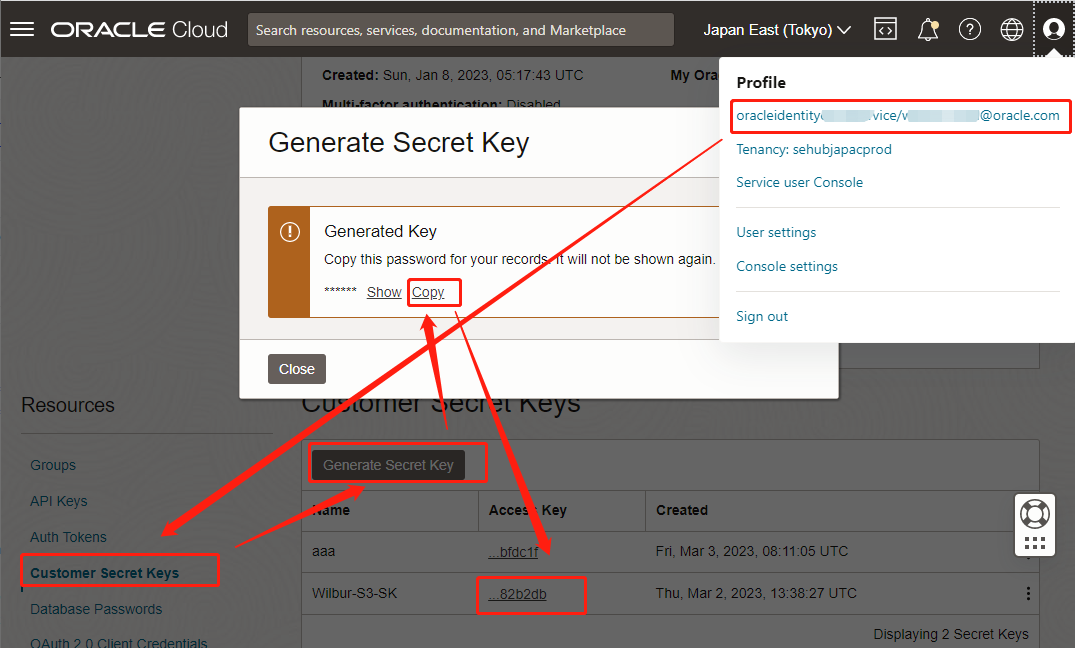 ORACLE Cloud
Search resources, services, documentation, and Marketplace
Japan East (Tokyo)
Created: Sun, Jan 8, 2023, 05:17:43 UTC
My Ora
Multi-factor authentication: Disabled
Profile
oracleidentityc vice/w @oracle.com
Tenancy: sehubjapacprod
Service user Console
User settings
Console settings
Sign out
Generate Secret Key
Generated Key
Copy this password for your records. It will not be shown again.
****** Show Copy
Close
Resources
Groups
API Keys
Auth Tokens
Customer Secret Keys
Database Passwords
OAuth 2.0 Client Credentials
Customer Secret Keys
Generate Secret Key
Name Access Key Created
aaa ...bfdc1f Fri, Mar 3, 2023, 08:11:05 UTC
Wilbur-S3-SK ...82b2db Thu, Mar 2, 2023, 13:38:27 UTC
Displaying 2 Secret Keys